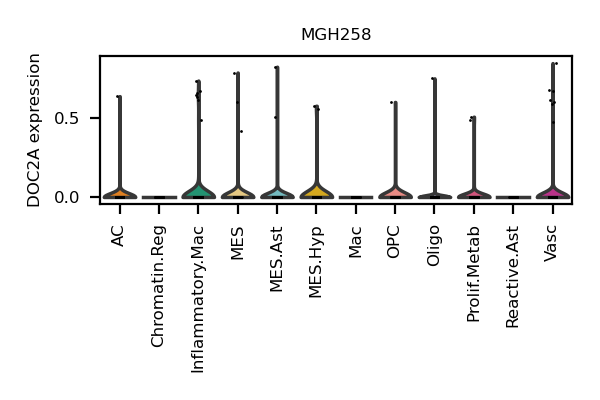 MGH258
DOC2A expression
0.5
0.0
AC
Chromatin.Reg
Inflammatory.Mac
MES
MES.Ast
MES.Hyp
Mac
OPC
Oligo
Prolif.Metab
Reactive.Ast
Vasc